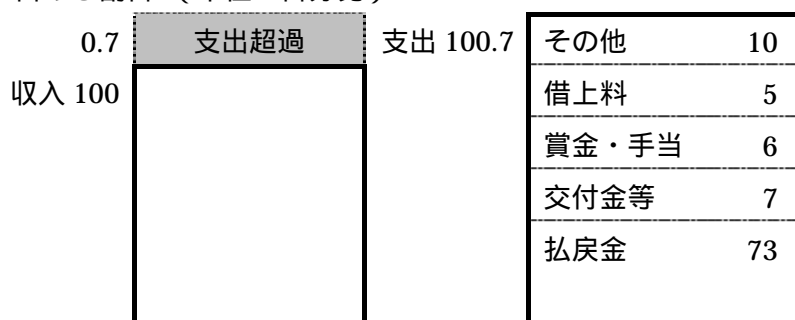 0.7 支出超過 支出 100.7 その他 10
収入 100 借上料 5
賞金・手当 6
交付金等 7
払戻金 73